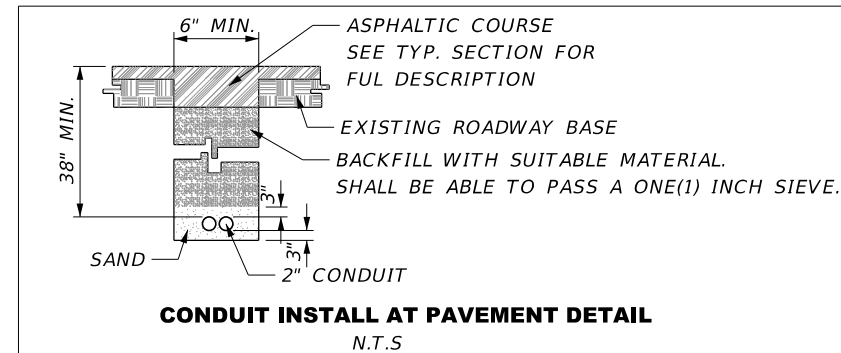 6" MIN.
ASPHALTIC COURSE
SEE TYP. SECTION FOR
FUL DESCRIPTION
38" MIN.
EXISTING ROADWAY BASE
BACKFILL WITH SUITABLE MATERIAL.
SHALL BE ABLE TO PASS A ONE(1) INCH SIEVE.
3"
3"
SAND
2" CONDUIT
CONDUIT INSTALL AT PAVEMENT DETAIL
N.T.S